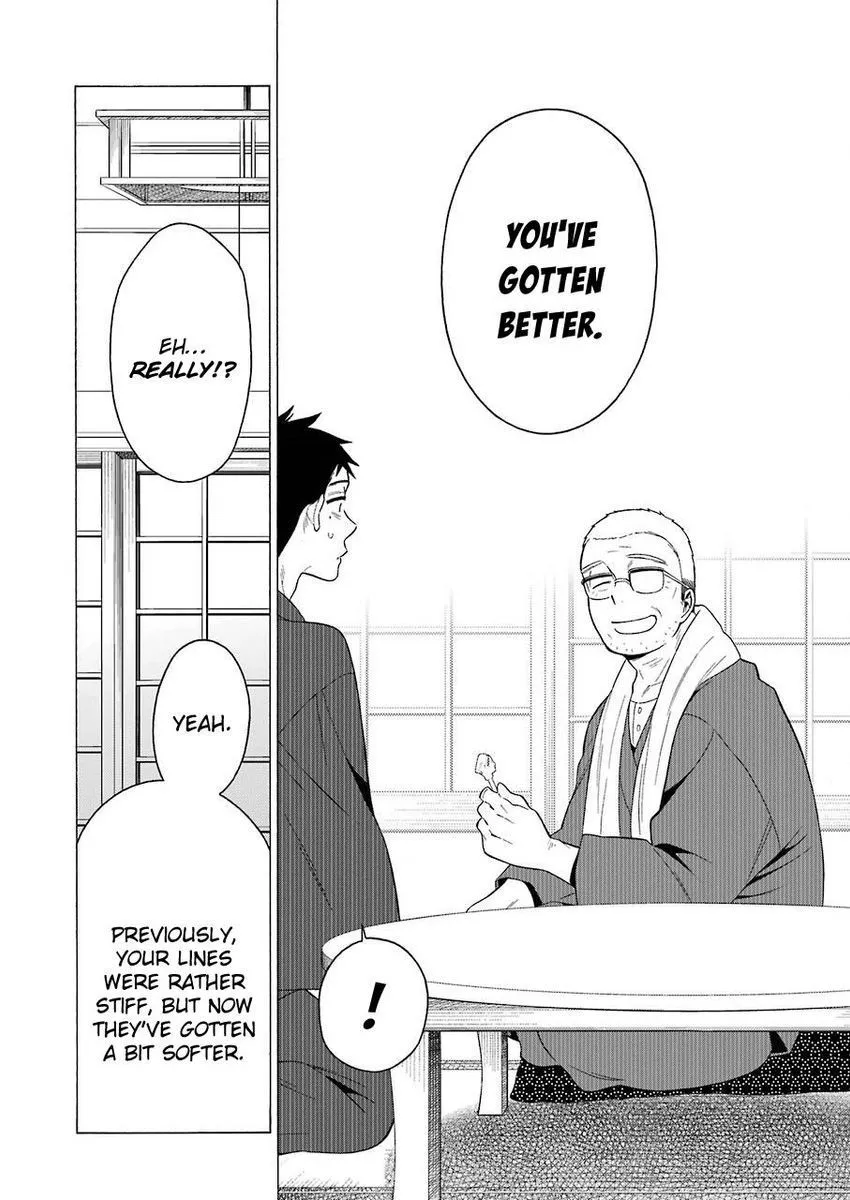 YOU'VE
GOTTEN
BETTER.
!
EH...
REALLY!?
YEAH.
PREVIOUSLY,
YOUR LINES
WERE RATHER
STIFF, BUT NOW
THEY'VE GOTTEN
A BIT SOFTER.